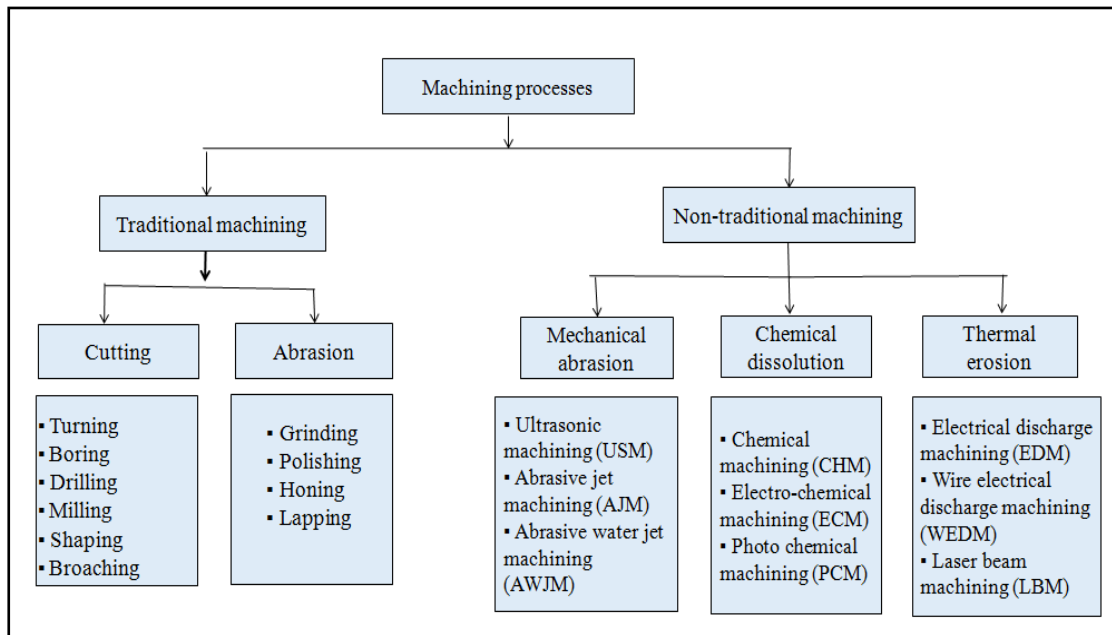 Machining processes
Traditional machining
Non-traditional machining
Cutting
Abrasion
Mechanical
abrasion
Chemical
dissolution
Thermal
erosion
▪ Turning
▪ Boring
▪ Drilling
▪ Milling
▪ Shaping
▪ Broaching
▪ Grinding
▪ Polishing
▪ Honing
▪ Lapping
▪ Ultrasonic
machining (USM)
▪ Abrasive jet
machining (AJM)
▪ Abrasive water jet
machining
(AWJM)
▪ Chemical
machining (CHM)
▪ Electro-chemical
machining (ECM)
▪ Photo chemical
machining (PCM)
▪ Electrical discharge
machining (EDM)
▪ Wire electrical
discharge machining
(WEDM)
▪ Laser beam
machining (LBM)